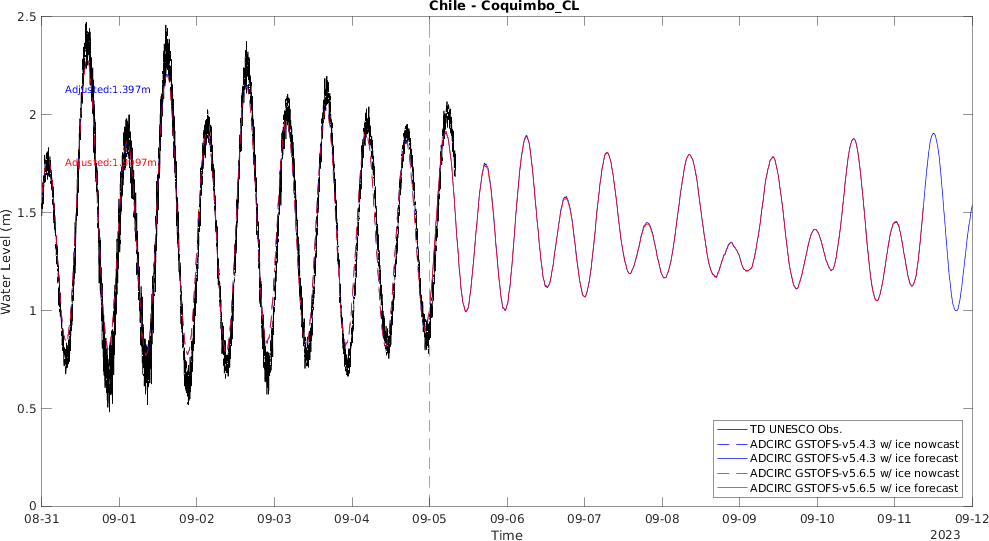 Chile - Coquimbo_CL
2.5
2
1.5
1
0.5
0
Water Level (m)
Adjusted:1.397m
TD UNESCO Obs.
ADCIRC GSTOFS-v5.4.3 w/ ice nowcast
ADCIRC GSTOFS-v5.4.3 w/ ice forecast
ADCIRC GSTOFS-v5.6.5 w/ ice nowcast
ADCIRC GSTOFS-v5.6.5 w/ ice forecast
08-31 09-01 09-02 09-03 09-04 09-05 09-06 09-07 09-08 09-09 09-10 09-11 09-12
Time
2023